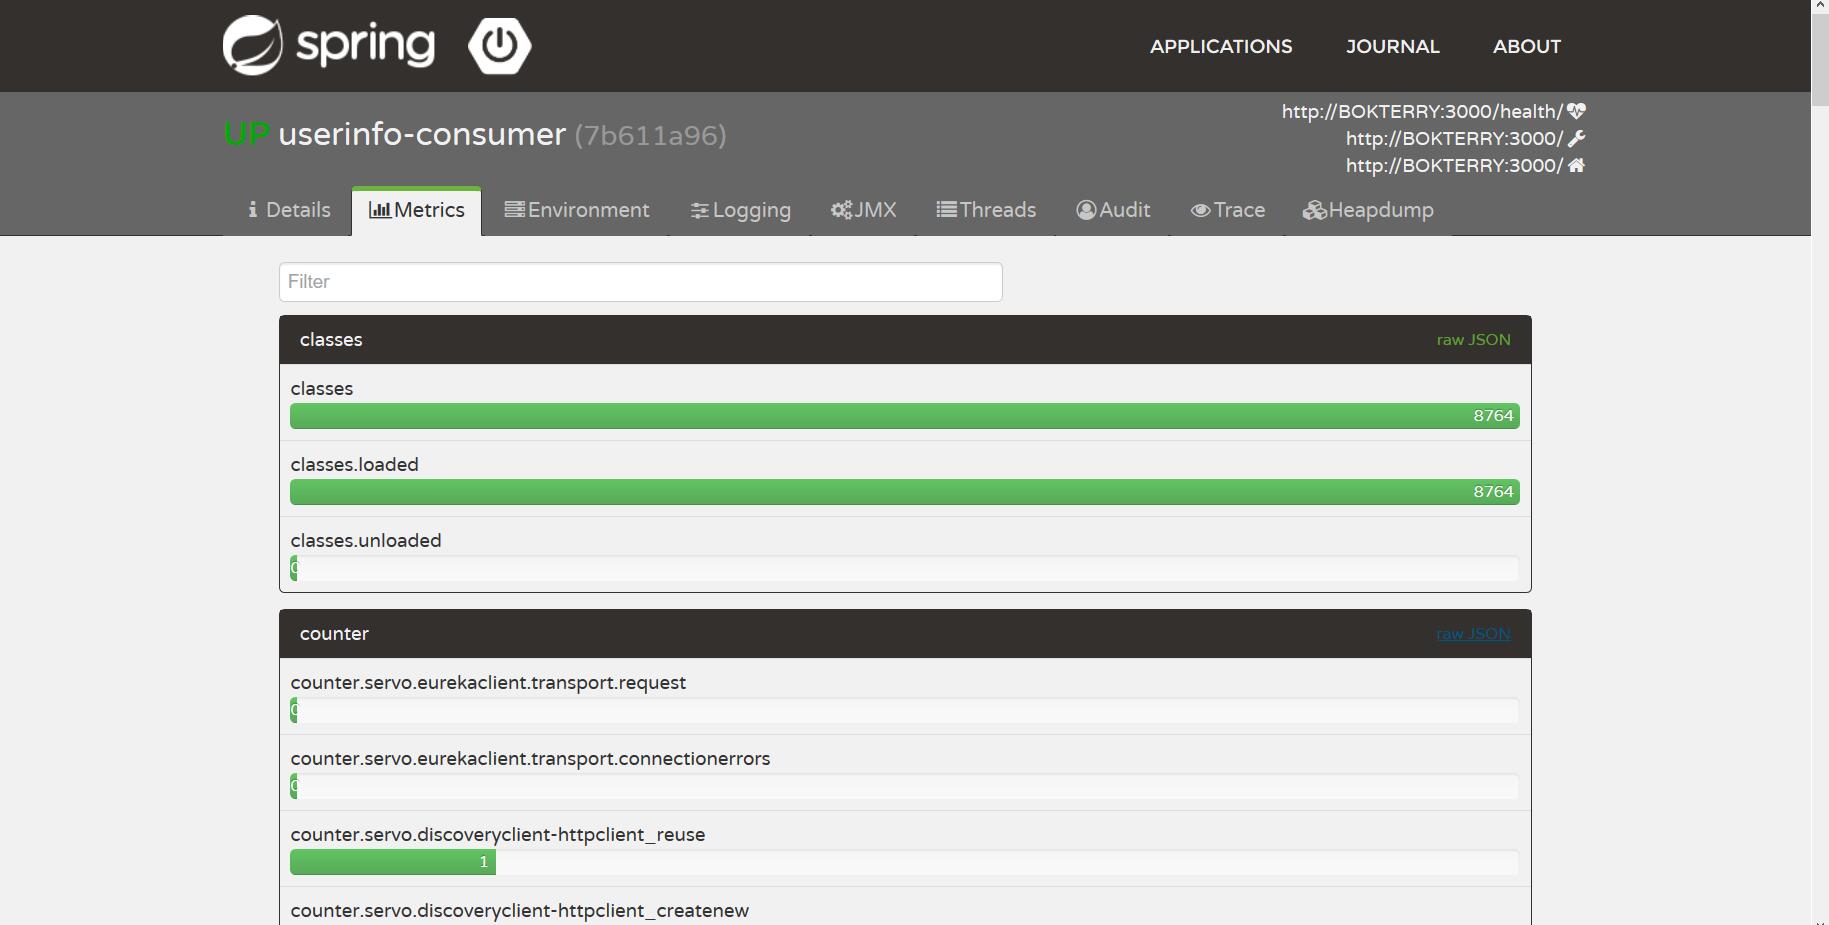 spring
APPLICATIONS JOURNAL ABOUT
UP userinfo-consumer (7b611a96)
http://BOKTERRY:3000/health/
http://BOKTERRY:3000/
http://BOKTERRY:3000/
Details Metrics Environment Logging JMX Threads Audit Trace Heapdump
Filter
classes raw JSON
classes
8764
classes.loaded
8764
classes.unloaded
0
counter raw JSON
counter.servo.eurekaclient.transport.request
0
counter.servo.eurekaclient.transport.connectionerrors
0
counter.servo.discoveryclient-httpclient_reuse
1
counter.servo.discoveryclient-httpclient_createnew